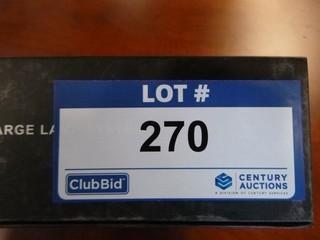 LOT #
ARGE LA
270
ClubBid
CENTURY
AUCTIONS
A DIVISION OF CENTURY SERVICES